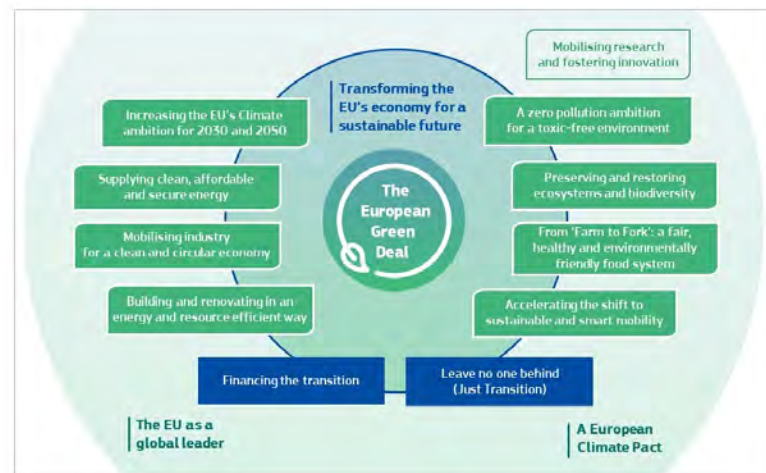 Mobilising research
and fostering innovation
Transforming the
EU's economy for a
sustainable future
Increasing the EU's Climate
ambition for 2030 and 2050
A zero pollution ambition
for a toxic-free environment
Supplying clean, affordable
and secure energy
Preserving and restoring
ecosystems and biodiversity
The
European
Green
Deal
Mobilising industry
for a clean and circular economy
From 'Farm to Fork': a fair,
healthy and environmentally
friendly food system
Building and renovating in an
energy and resource efficient way
Accelerating the shift to
sustainable and smart mobility
Financing the transition
Leave no one behind
(Just Transition)
The EU as a
global leader
A European
Climate Pact